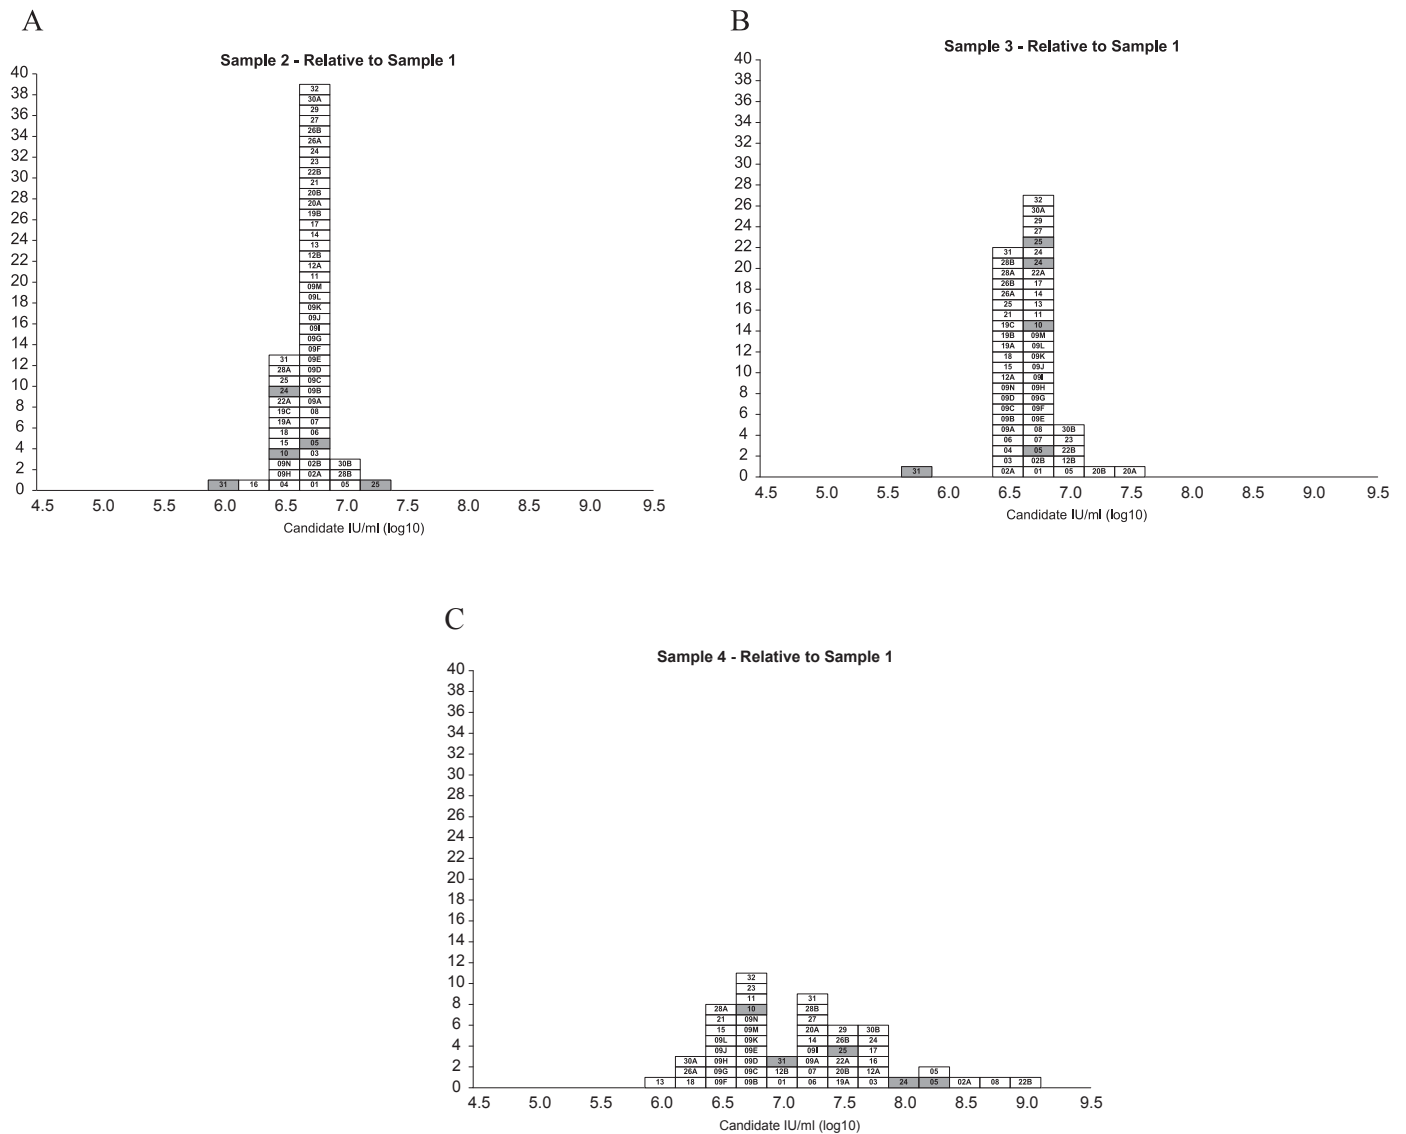 A
Sample 2 - Relative to Sample 1
40
38
36
34
32
30
28
26
24
22
20
18
16
14
12
10
8
6
4
2
0
31
16
31
28A
25
24
22A
19C
19A
18
15
10
09N
09H
04
32
30A
29
27
26B
26A
24
23
22B
21
20B
20A
19B
17
14
13
12B
12A
11
09M
09L
09K
09J
09I
09G
09F
09E
09D
09C
09B
09A
08
07
06
05
03
02B
02A
01
30B
28B
05
25
4.5 5.0 5.5 6.0 6.5 7.0 7.5 8.0 8.5 9.0 9.5
Candidate IU/ml (log10)
B
Sample 3 - Relative to Sample 1
40
38
36
34
32
30
28
26
24
22
20
18
16
14
12
10
8
6
4
2
0
31
31
28B
28A
26B
26A
25
21
19C
19B
19A
18
15
12A
09N
09D
09C
09B
09A
06
04
03
02A
32
30A
29
27
25
24
24
22A
17
14
13
11
10
09M
09L
09K
09J
09I
09H
09G
09F
09E
08
07
05
02B
01
30B
23
22B
12B
05
20B
20A
4.5 5.0 5.5 6.0 6.5 7.0 7.5 8.0 8.5 9.0 9.5
Candidate IU/ml (log10)
C
Sample 4 - Relative to Sample 1
40
38
36
34
32
30
28
26
24
22
20
18
16
14
12
10
8
6
4
2
0
13
30A
26A
18
28A
21
15
09L
09J
09H
09G
09F
32
23
11
10
09N
09M
09K
09E
09D
09C
09B
31
12B
01
31
28B
27
20A
14
09I
09A
07
06
29
26B
25
22A
20B
19A
30B
24
17
16
12A
03
24
05
05
02A
08
22B
4.5 5.0 5.5 6.0 6.5 7.0 7.5 8.0 8.5 9.0 9.5
Candidate IU/ml (log10)